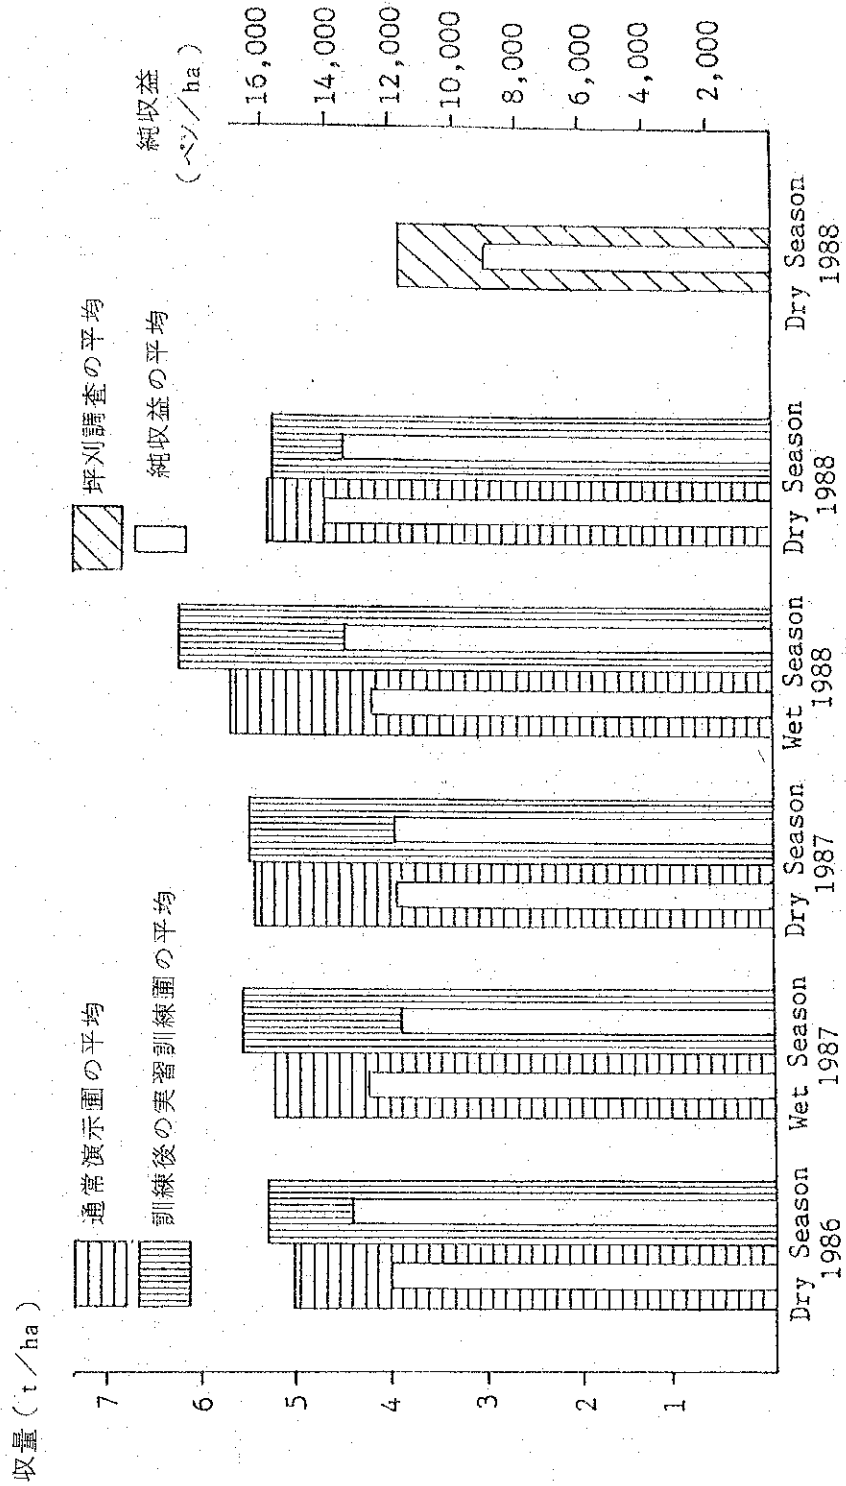 収量(t/ha)
7
6
5
4
3
2
1
通常演示圃の平均
訓練後の実習訓練圃の平均
坪刈調査の平均
純収益の平均
純収益
(ペソ/ha)
16,000
14,000
12,000
10,000
8,000
6,000
4,000
2,000
Dry Season
1986
Wet Season
1987
Dry Season
1987
Wet Season
1988
Dry Season
1988
Dry Season
1988